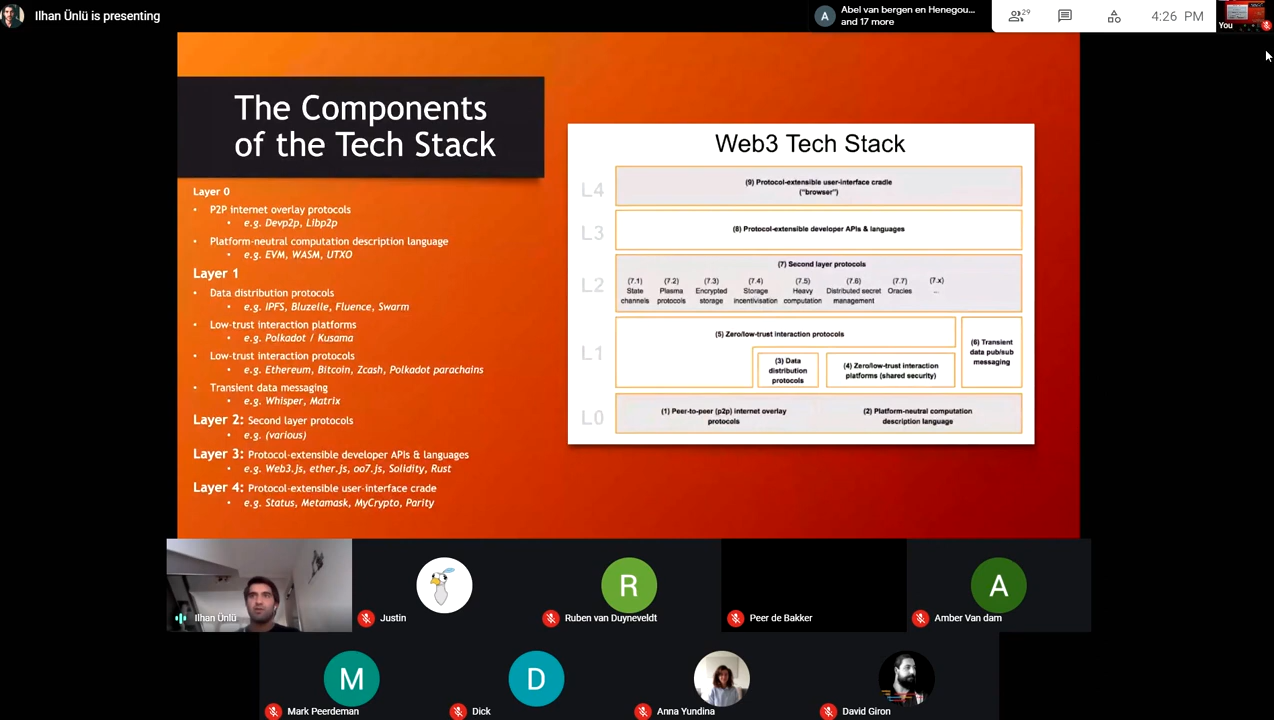 Ilhan Ünlü is presenting
A
Abel van bergen en Henegou...
and 17 more
29
4:26 PM
You
The Components
of the Tech Stack
Layer 0
• P2P internet overlay protocols
• e.g. Devp2p, Libp2p
• Platform-neutral computation description language
• e.g. EVM, WASM, UTXO
Layer 1
• Data distribution protocols
• e.g. IPFS, Bluzelle, Fluence, Swarm
• Low-trust interaction platforms
• e.g. Polkadot / Kusama
• Low-trust interaction protocols
• e.g. Ethereum, Bitcoin, Zcash, Polkadot parachains
• Transient data messaging
• e.g. Whisper, Matrix
Layer 2: Second layer protocols
• e.g. (various)
Layer 3: Protocol-extensible developer APIs & languages
• e.g. Web3.js, ether.js, oo7.js, Solidity, Rust
Layer 4: Protocol-extensible user-interface crade
• e.g. Status, Metamask, MyCrypto, Parity
Web3 Tech Stack
L4
(9) Protocol-extensible user-interface cradle
("browser")
L3
(8) Protocol-extensible developer APIs & languages
L2
(7) Second layer protocols
(7.1) State channels
(7.2) Plasma protocols
(7.3) Encrypted storage
(7.4) Storage incentivisation
(7.5) Heavy computation
(7.6) Distributed secret management
(7.7) Oracles
(7.x) ...
L1
(5) Zero/low-trust interaction protocols
(3) Data
distribution
protocols
(4) Zero/low-trust interaction
platforms (shared security)
(6) Transient
data pub/sub
messaging
L0
(1) Peer-to-peer (p2p) internet overlay
protocols
(2) Platform-neutral computation
description language
Ilhan Ünlü
Justin
R
Ruben van Duyneveldt
Peer de Bakker
A
Amber Van dam
M
Mark Peerdeman
D
Dick
Anna Yundina
David Giron